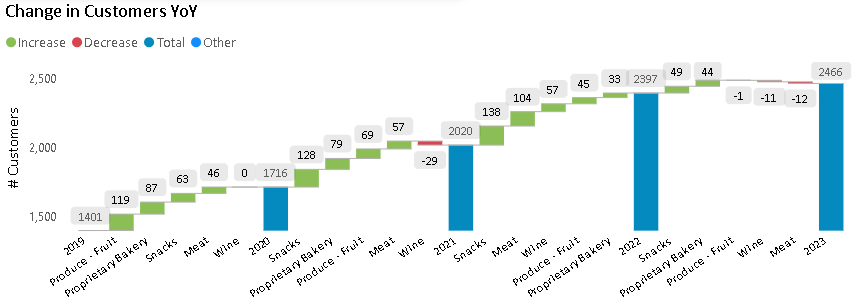 Change in Customers YoY
Increase Decrease Total Other
# Customers
2,500
2,000
1,500
1401
119
87
63
46
0
1716
128
79
69
57
-29
2020
138
104
57
45
33
2397
49
44
-1
-11
-12
2466
2019
Produce - Fruit
Proprietary Bakery
Snacks
Meat
Wine
2020
Snacks
Proprietary Bakery
Produce - Fruit
Meat
Wine
2021
Snacks
Meat
Wine
Produce - Fruit
Proprietary Bakery
2022
Snacks
Proprietary Bakery
Produce - Fruit
Wine
Meat
2023